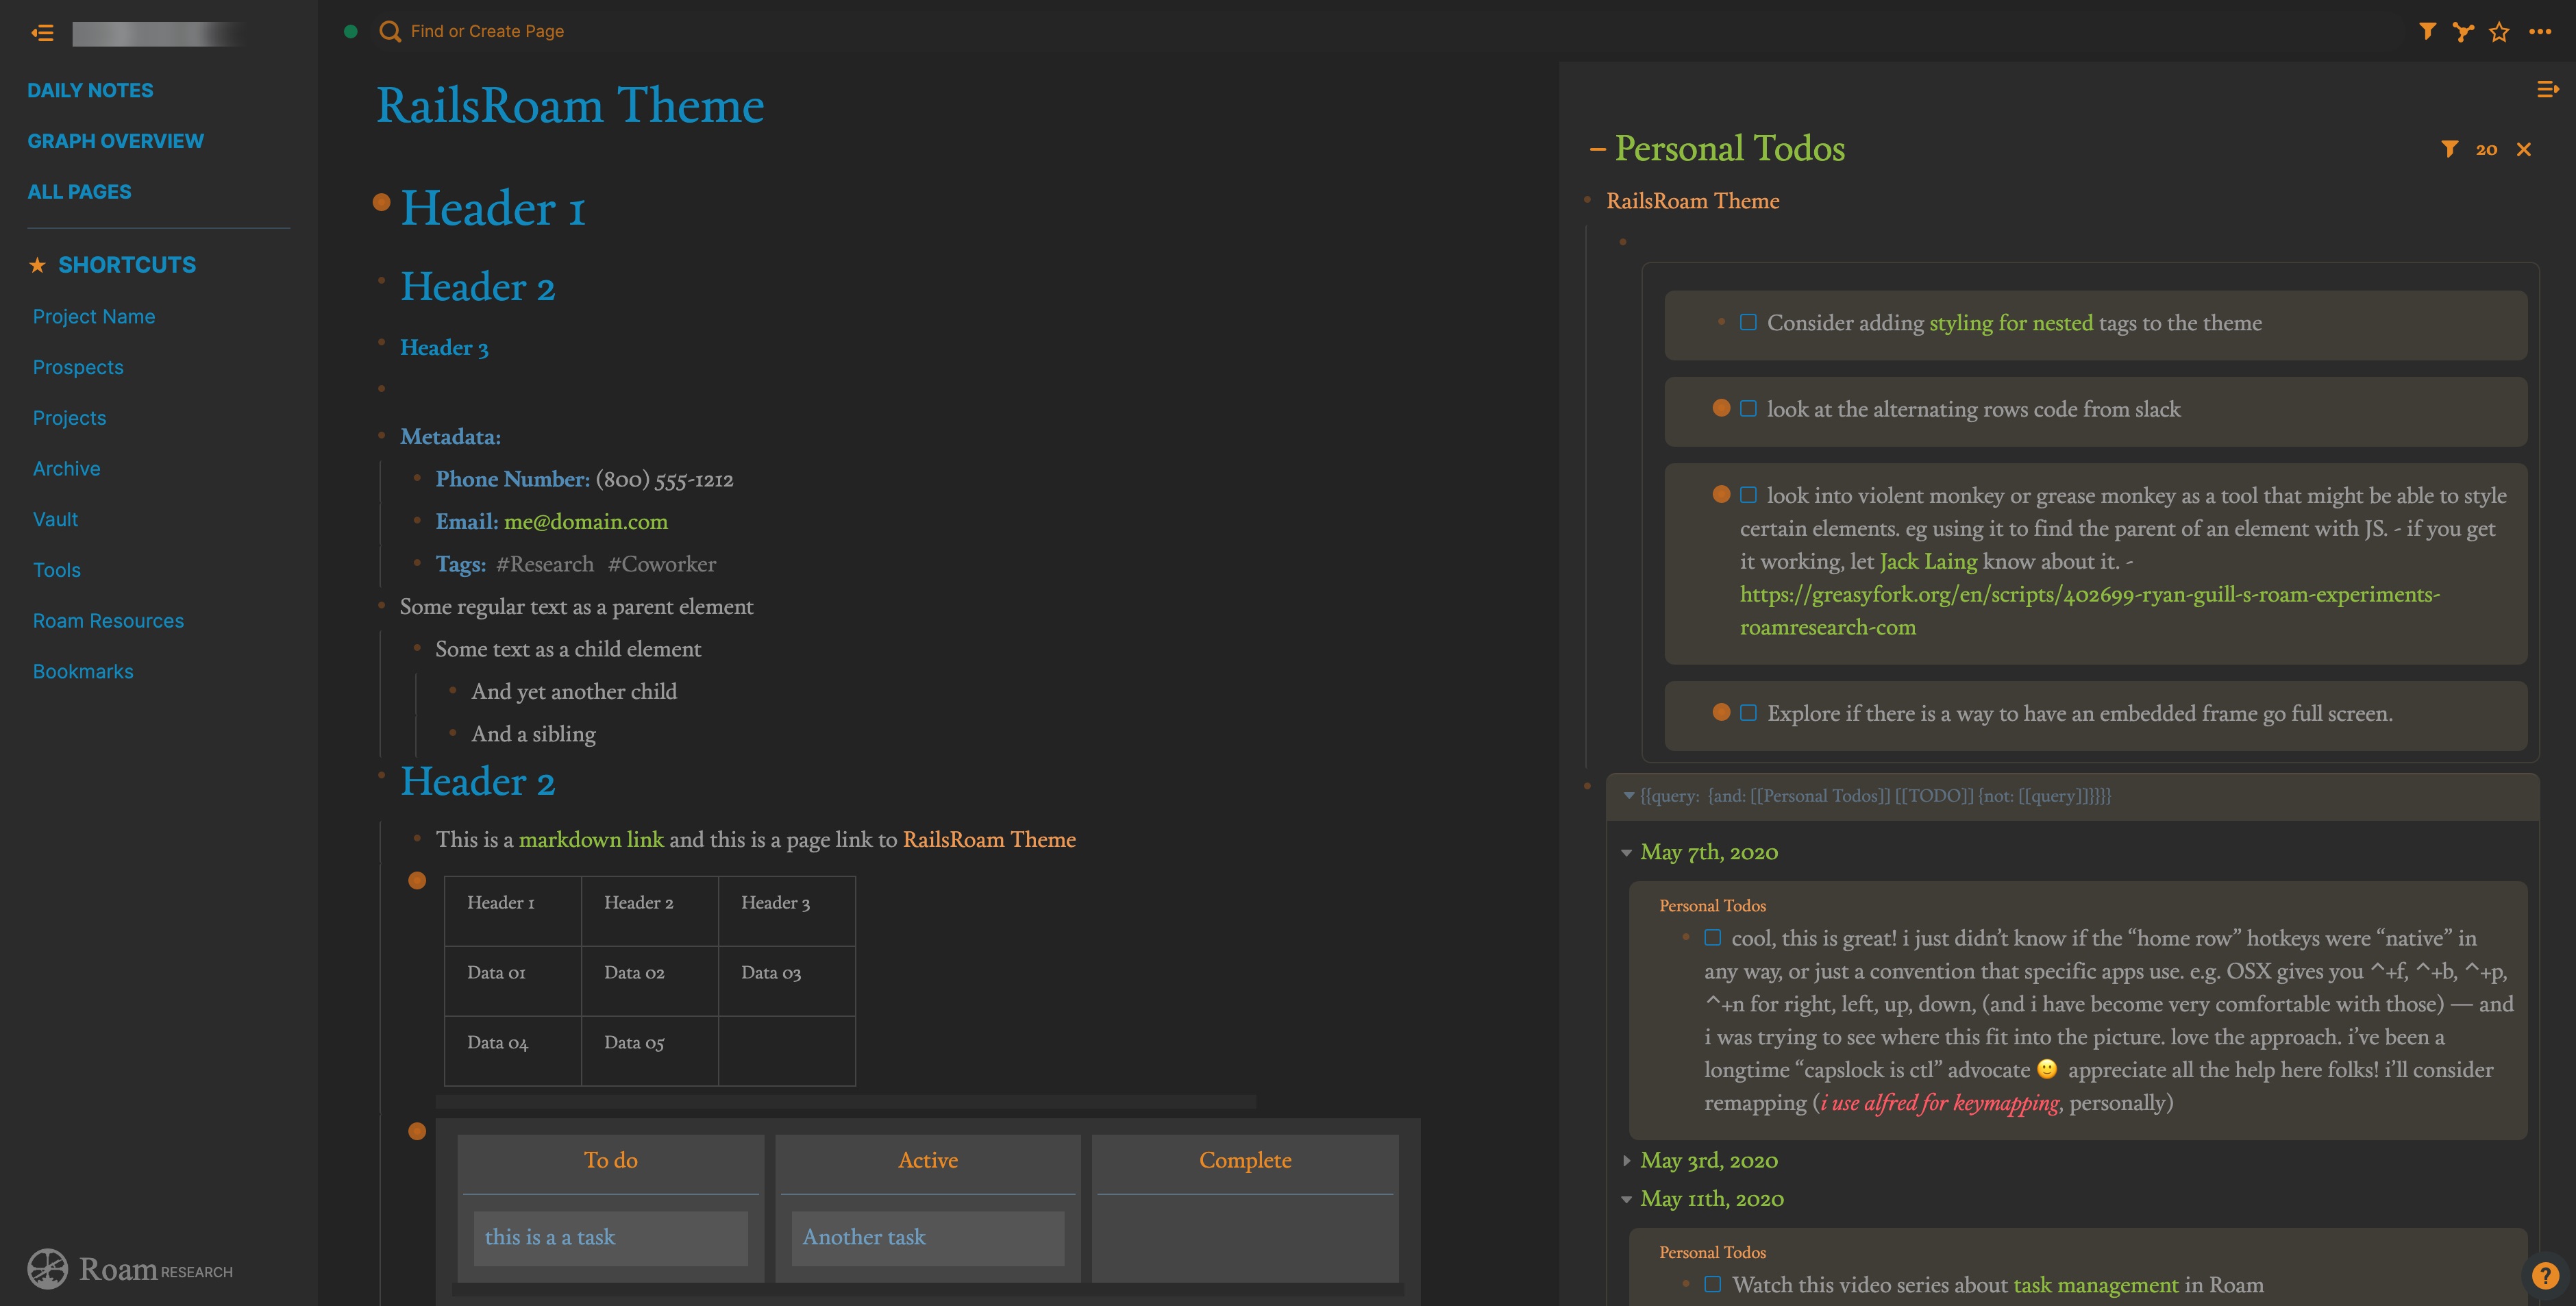 DAILY NOTES
GRAPH OVERVIEW
ALL PAGES
SHORTCUTS
Project Name
Prospects
Projects
Archive
Vault
Tools
Roam Resources
Bookmarks
Roam RESEARCH
Find or Create Page
RailsRoam Theme
Header 1
Header 2
Header 3
Metadata:
Phone Number: (800) 555-1212
Email: me@domain.com
Tags: #Research #Coworker
Some regular text as a parent element
Some text as a child element
And yet another child
And a sibling
Header 2
This is a markdown link and this is a page link to RailsRoam Theme
Header 1 Header 2 Header 3
Data 01 Data 02 Data 03
Data 04 Data 05
To do Active Complete
this is a a task Another task
Personal Todos 20
RailsRoam Theme
Consider adding styling for nested tags to the theme
look at the alternating rows code from slack
look into violent monkey or grease monkey as a tool that might be able to style
certain elements. eg using it to find the parent of an element with JS. - if you get
it working, let Jack Laing know about it. -
https://greasyfork.org/en/scripts/402699-ryan-guill-s-roam-experiments-
roamresearch-com
Explore if there is a way to have an embedded frame go full screen.
{{query: {and: [[Personal Todos]] [[TODO]] {not: [[query]]}}}}
May 7th, 2020
Personal Todos
cool, this is great! i just didn’t know if the “home row” hotkeys were “native” in
any way, or just a convention that specific apps use. e.g. OSX gives you ^+f, ^+b, ^+p,
^+n for right, left, up, down, (and i have become very comfortable with those) — and
i was trying to see where this fit into the picture. love the approach. i’ve been a
longtime “capslock is ctl” advocate 🙂 appreciate all the help here folks! i’ll consider
remapping (i use alfred for keymapping, personally)
May 3rd, 2020
May 11th, 2020
Personal Todos
Watch this video series about task management in Roam
?